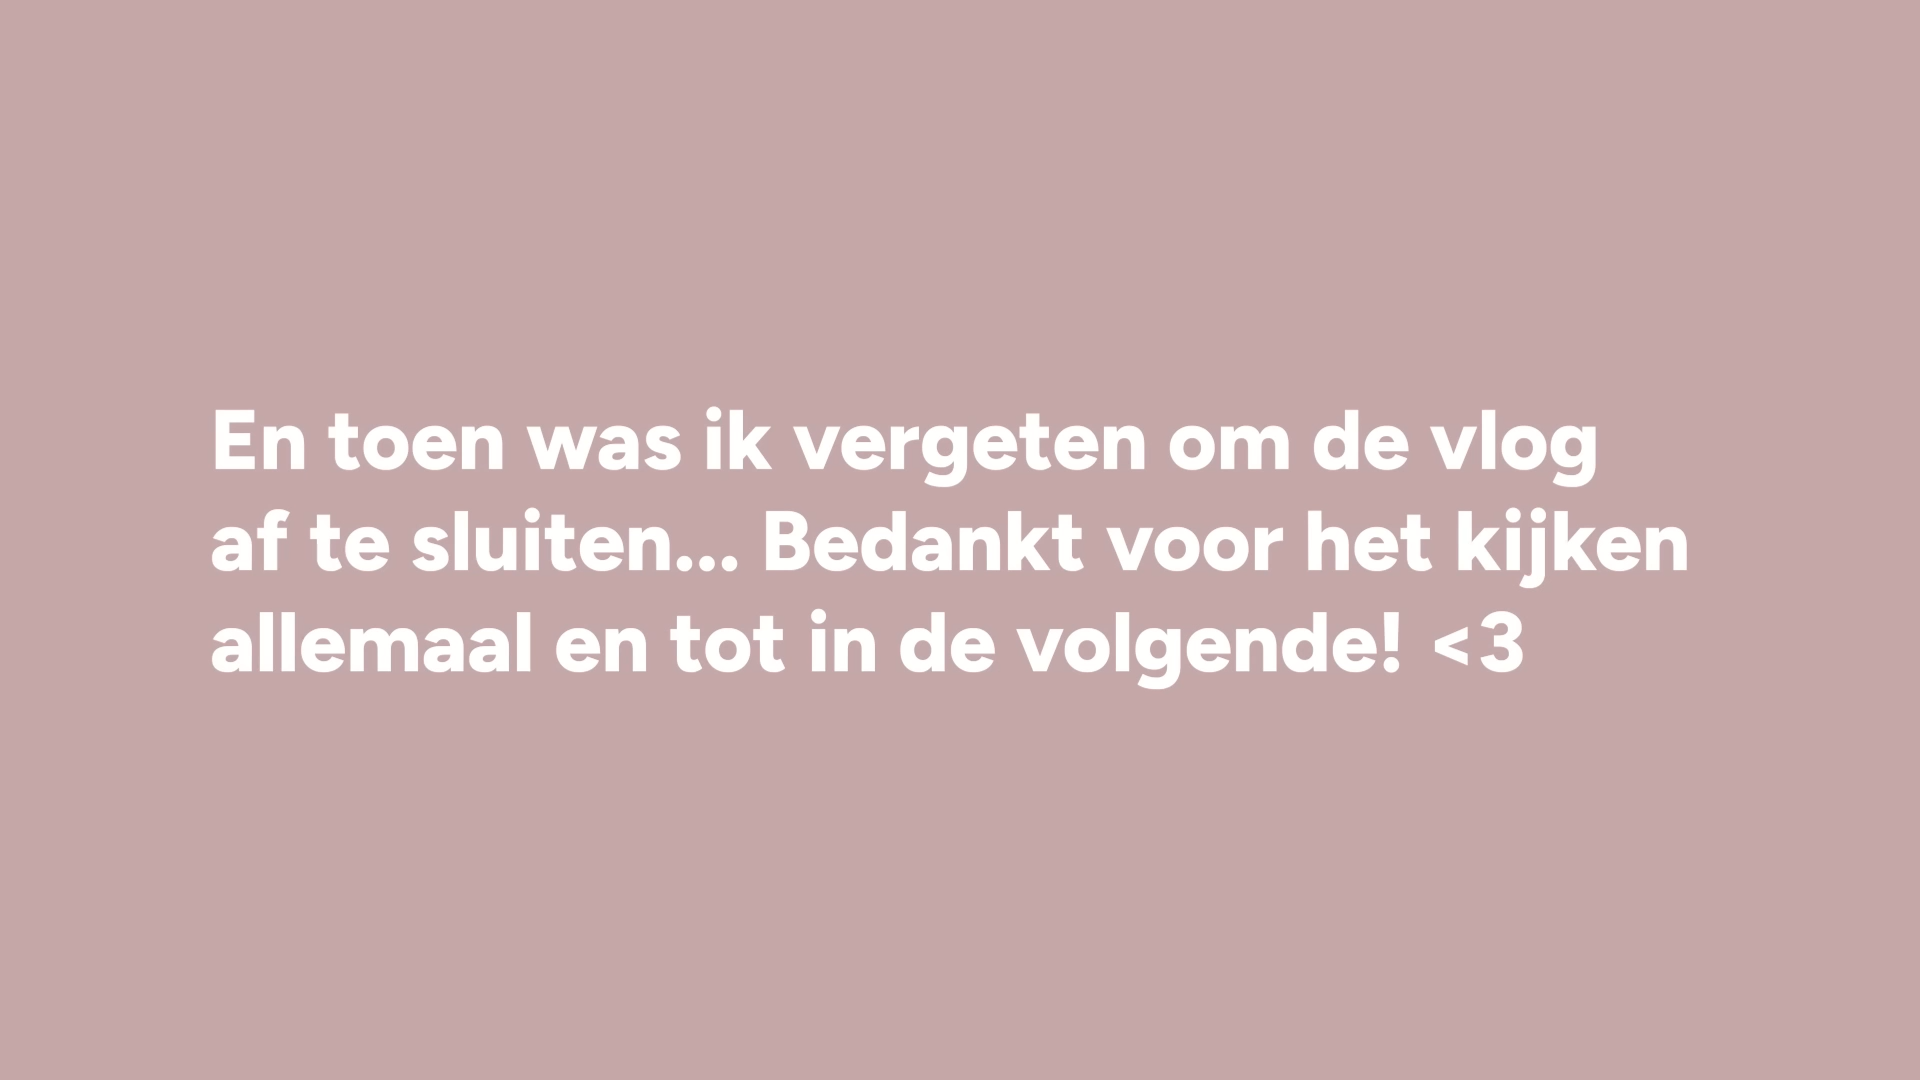 En toen was ik vergeten om de vlog
af te sluiten... Bedankt voor het kijken
allemaal en tot in de volgende! <3